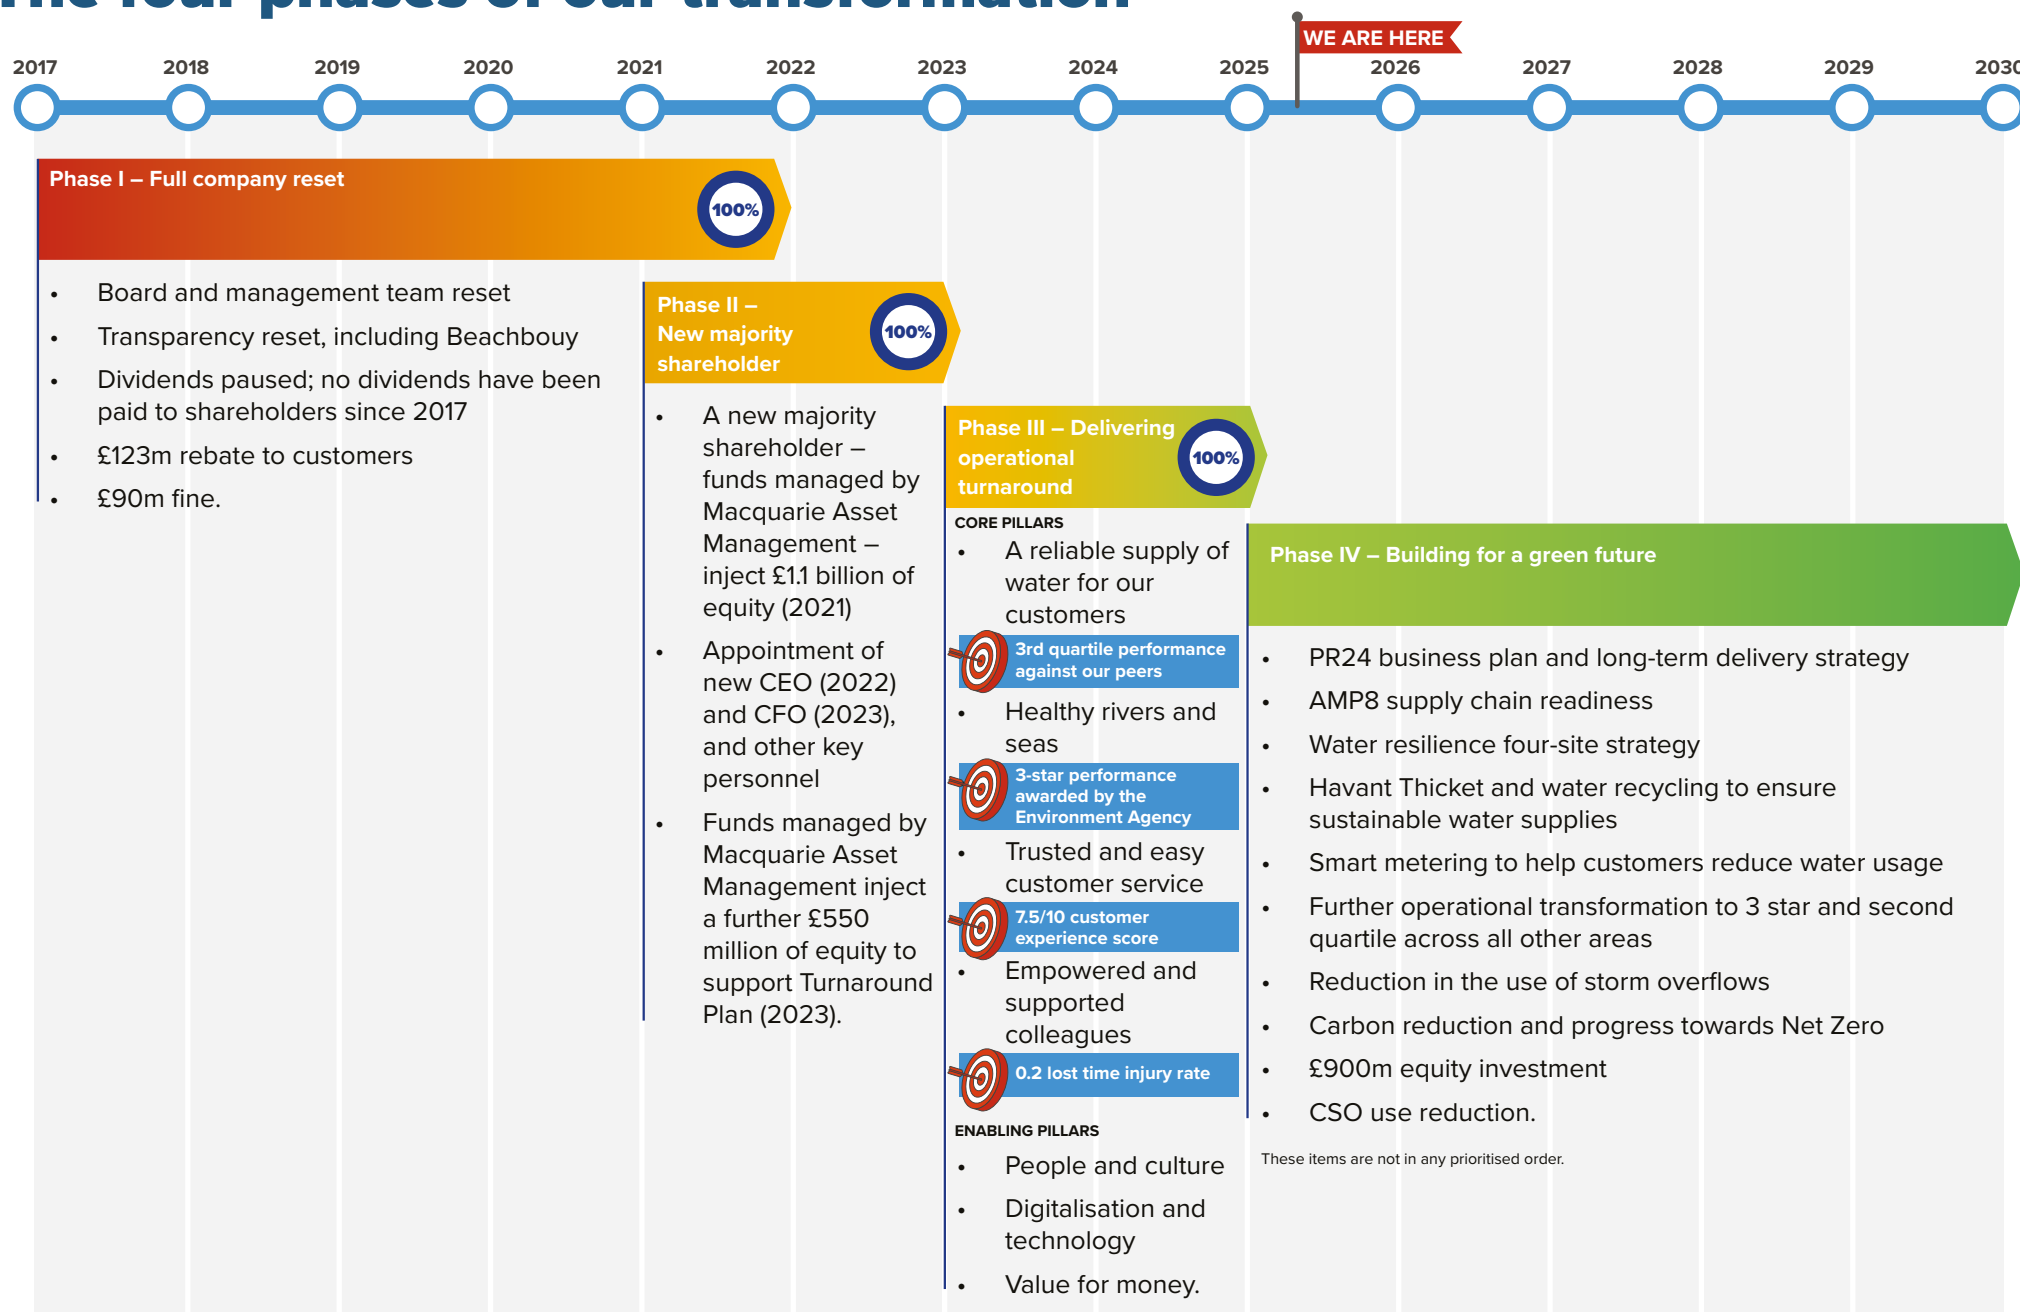 The four phases of our transformation
WE ARE HERE
2017 2018 2019 2020 2021 2022 2023 2024 2025 2026 2027 2028 2029 2030
Phase I – Full company reset
100%
• Board and management team reset
• Transparency reset, including Beachbouy
• Dividends paused; no dividends have been
paid to shareholders since 2017
• £123m rebate to customers
• £90m fine.
Phase II –
New majority
shareholder
100%
• A new majority
shareholder –
funds managed by
Macquarie Asset
Management –
inject £1.1 billion of
equity (2021)
• Appointment of
new CEO (2022)
and CFO (2023),
and other key
personnel
• Funds managed by
Macquarie Asset
Management inject
a further £550
million of equity to
support Turnaround
Plan (2023).
Phase III – Delivering
operational
turnaround
100%
CORE PILLARS
• A reliable supply of
water for our
customers
3rd quartile performance
against our peers
• Healthy rivers and
seas
3-star performance
awarded by the
Environment Agency
• Trusted and easy
customer service
7.5/10 customer
experience score
• Empowered and
supported
colleagues
0.2 lost time injury rate
ENABLING PILLARS
• People and culture
• Digitalisation and
technology
• Value for money.
Phase IV – Building for a green future
• PR24 business plan and long-term delivery strategy
• AMP8 supply chain readiness
• Water resilience four-site strategy
• Havant Thicket and water recycling to ensure
sustainable water supplies
• Smart metering to help customers reduce water usage
• Further operational transformation to 3 star and second
quartile across all other areas
• Reduction in the use of storm overflows
• Carbon reduction and progress towards Net Zero
• £900m equity investment
• CSO use reduction.
These items are not in any prioritised order.